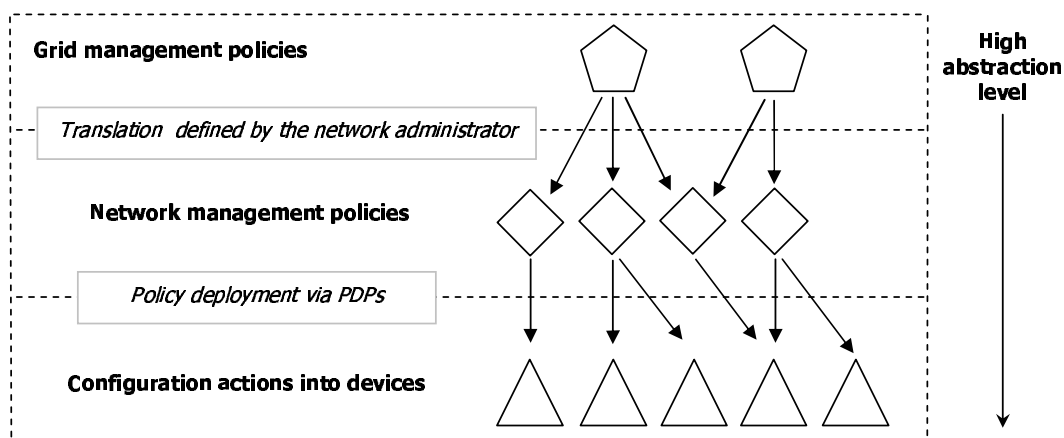 Grid management policies
High
abstraction
level
Translation defined by the network administrator
Network management policies
Policy deployment via PDPs
Configuration actions into devices